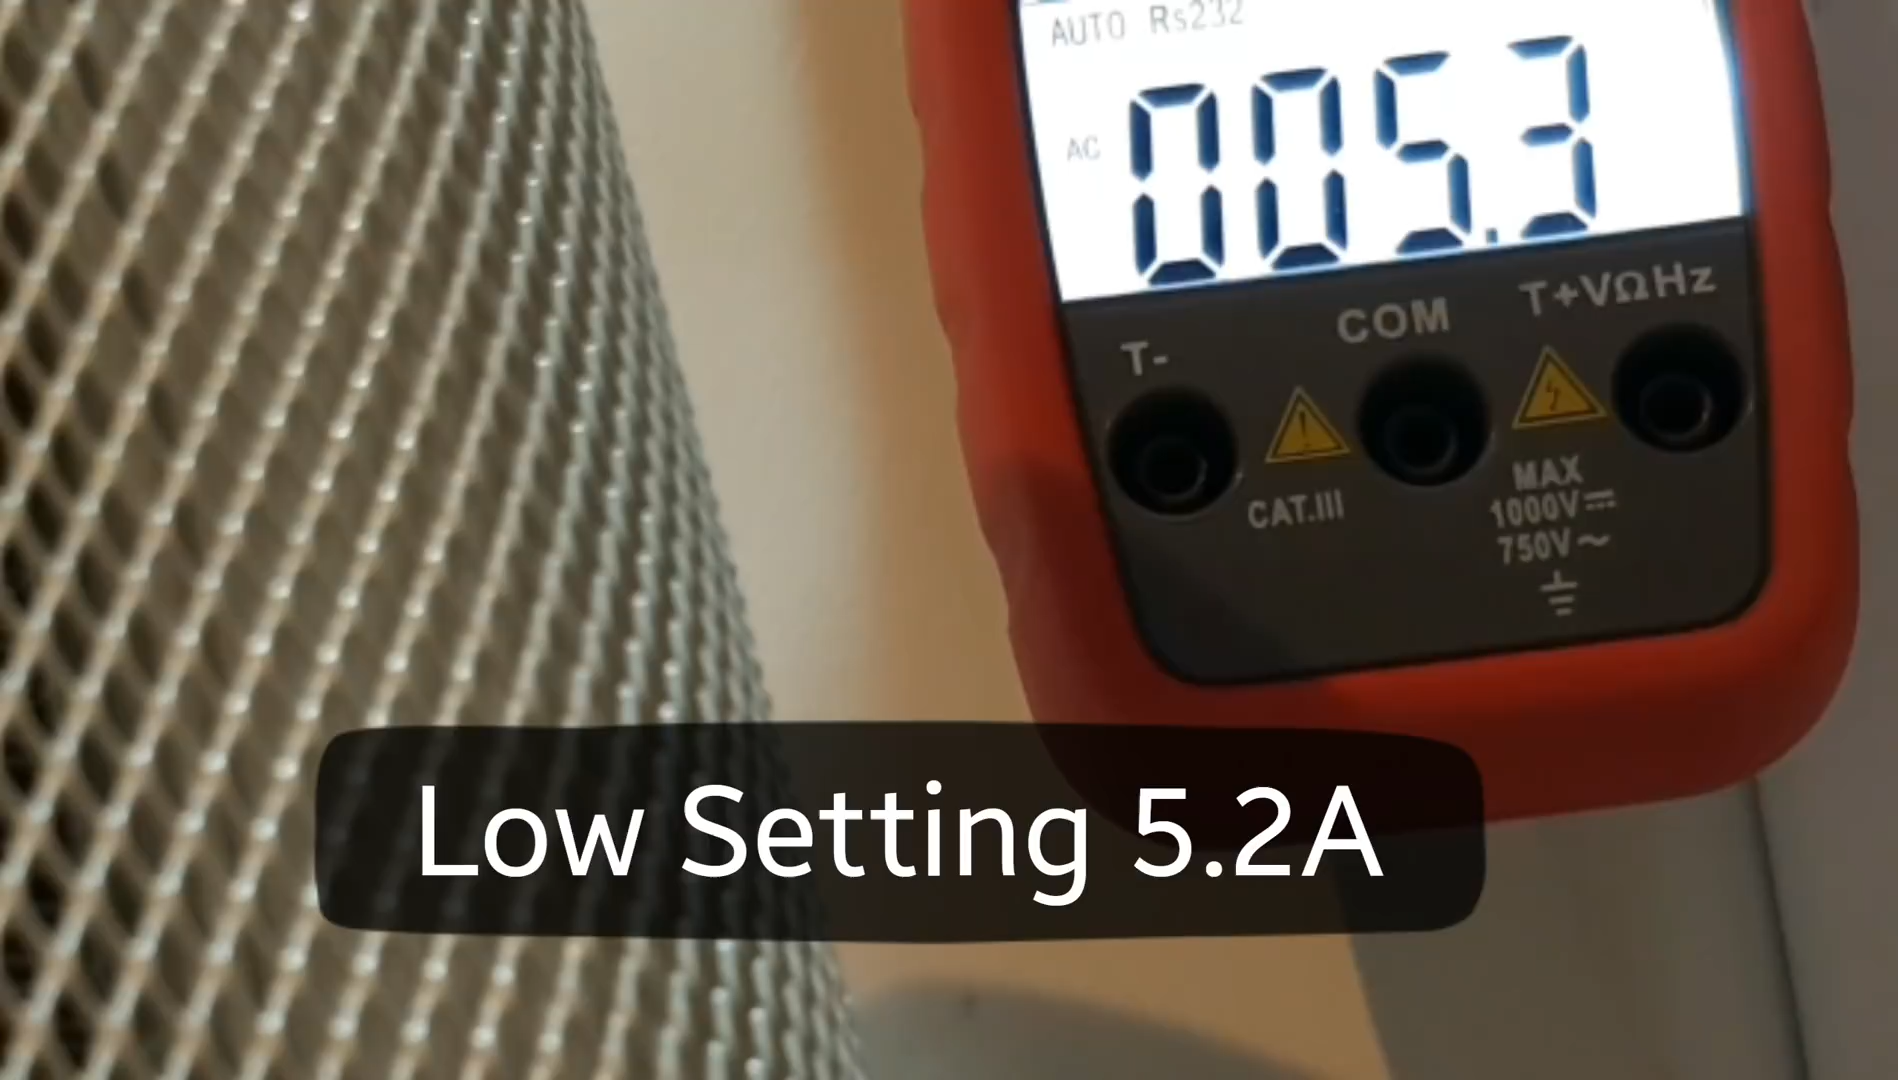 AUTO Rs232
AC 005.3
T- COM T+VΩHz
CAT.III
MAX
1000V⎓
750V~
Low Setting 5.2A